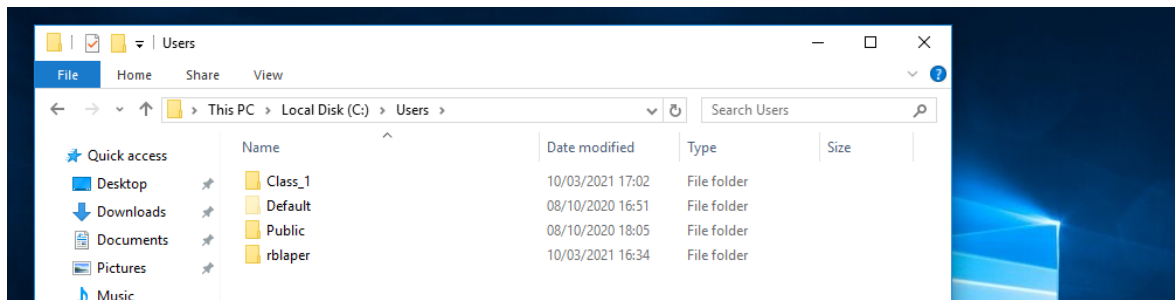 Users
File Home Share View
This PC > Local Disk (C:) > Users >
Search Users
Name Date modified Type Size
Quick access
Desktop
Downloads
Documents
Pictures
Music
Class_1 10/03/2021 17:02 File folder
Default 08/10/2020 16:51 File folder
Public 08/10/2020 18:05 File folder
rblaper 10/03/2021 16:34 File folder